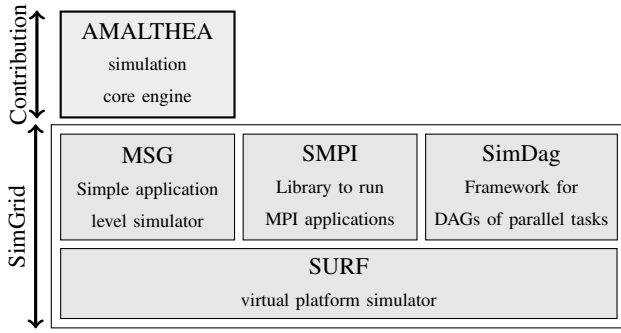 Contribution
AMALTHEA
simulation
core engine
SimGrid
MSG
Simple application
level simulator
SMPI
Library to run
MPI applications
SimDag
Framework for
DAGs of parallel tasks
SURF
virtual platform simulator